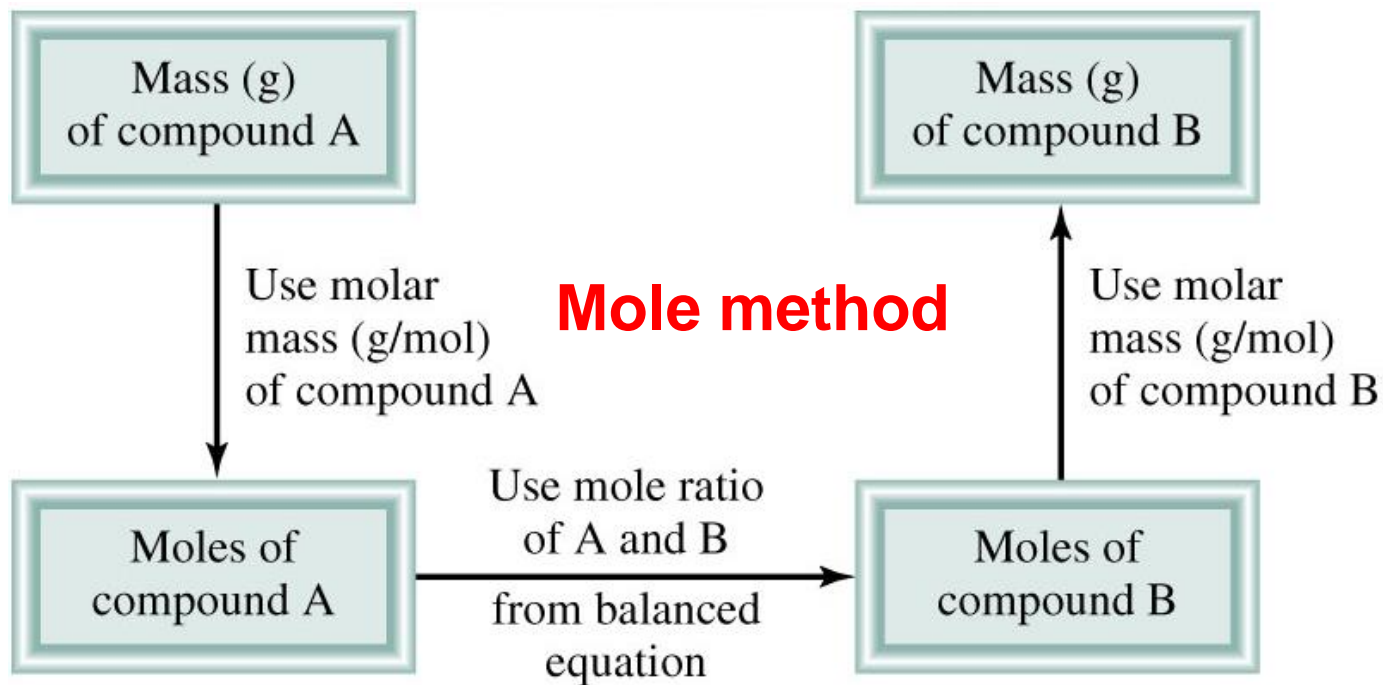 Mass (g)
of compound A
Mass (g)
of compound B
Use molar
mass (g/mol)
of compound A
Mole method
Use molar
mass (g/mol)
of compound B
Moles of
compound A
Use mole ratio
of A and B
from balanced
equation
Moles of
compound B